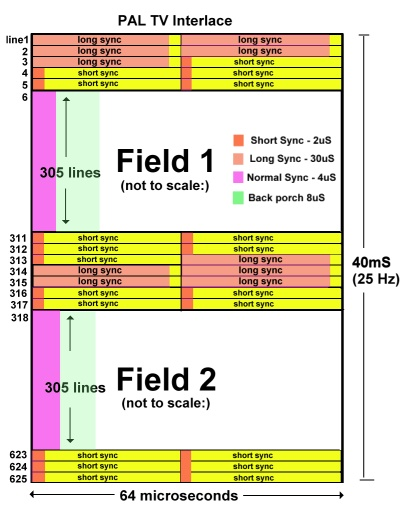 PAL TV Interlace
line1 long sync long sync
2 long sync long sync
3 long sync short sync
4 short sync short sync
5 short sync short sync
6
305 lines
Field 1
(not to scale:)
Short Sync - 2uS
Long Sync - 30uS
Normal Sync - 4uS
Back porch 8uS
311 short sync short sync
312 short sync short sync
313 short sync long sync
314 long sync long sync
315 long sync long sync
316 short sync short sync
317 short sync short sync
318
305 lines
Field 2
(not to scale:)
623 short sync short sync
624 short sync short sync
625 short sync short sync
64 microseconds
40mS
(25 Hz)